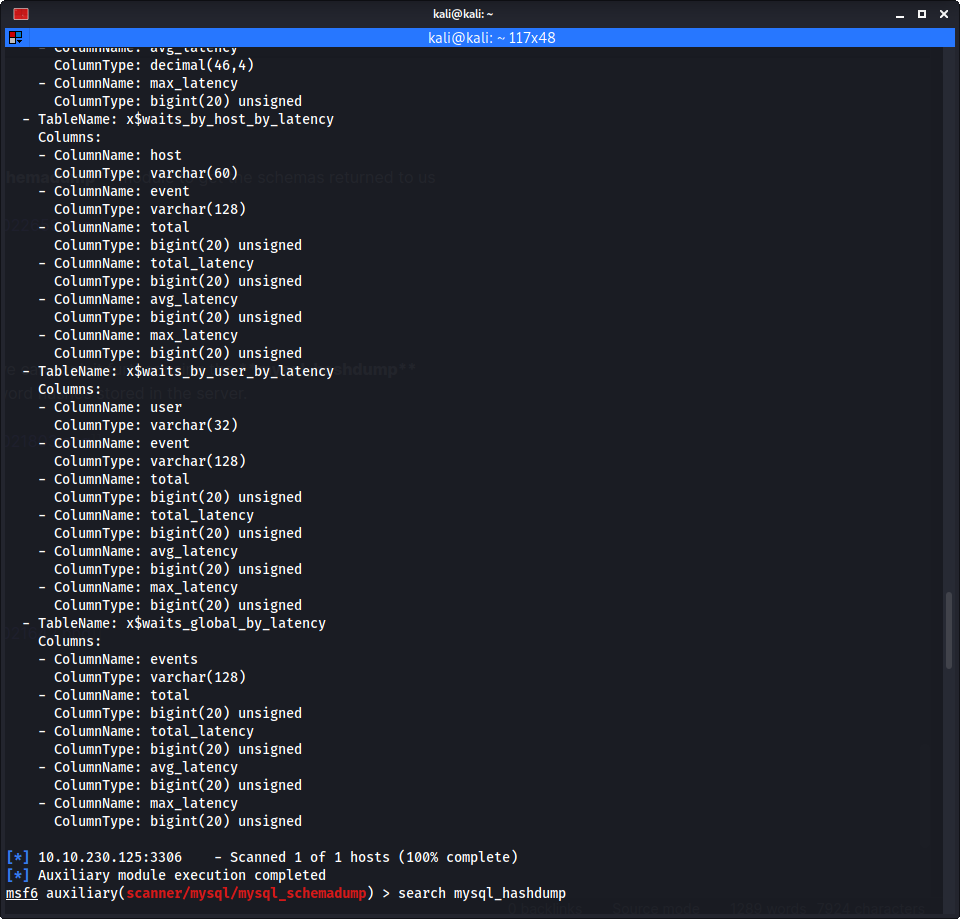 kali@kali: ~
kali@kali: ~ 117x48
- ColumnName: avg_latency
ColumnType: decimal(46,4)
- ColumnName: max_latency
ColumnType: bigint(20) unsigned
- TableName: x$waits_by_host_by_latency
Columns:
- ColumnName: host
ColumnType: varchar(60)
- ColumnName: event
ColumnType: varchar(128)
- ColumnName: total
ColumnType: bigint(20) unsigned
- ColumnName: total_latency
ColumnType: bigint(20) unsigned
- ColumnName: avg_latency
ColumnType: bigint(20) unsigned
- ColumnName: max_latency
ColumnType: bigint(20) unsigned
- TableName: x$waits_by_user_by_latency
Columns:
- ColumnName: user
ColumnType: varchar(32)
- ColumnName: event
ColumnType: varchar(128)
- ColumnName: total
ColumnType: bigint(20) unsigned
- ColumnName: total_latency
ColumnType: bigint(20) unsigned
- ColumnName: avg_latency
ColumnType: bigint(20) unsigned
- ColumnName: max_latency
ColumnType: bigint(20) unsigned
- TableName: x$waits_global_by_latency
Columns:
- ColumnName: events
ColumnType: varchar(128)
- ColumnName: total
ColumnType: bigint(20) unsigned
- ColumnName: total_latency
ColumnType: bigint(20) unsigned
- ColumnName: avg_latency
ColumnType: bigint(20) unsigned
- ColumnName: max_latency
ColumnType: bigint(20) unsigned
[*] 10.10.230.125:3306 - Scanned 1 of 1 hosts (100% complete)
[*] Auxiliary module execution completed
msf6 auxiliary(scanner/mysql/mysql_schemadump) > search mysql_hashdump